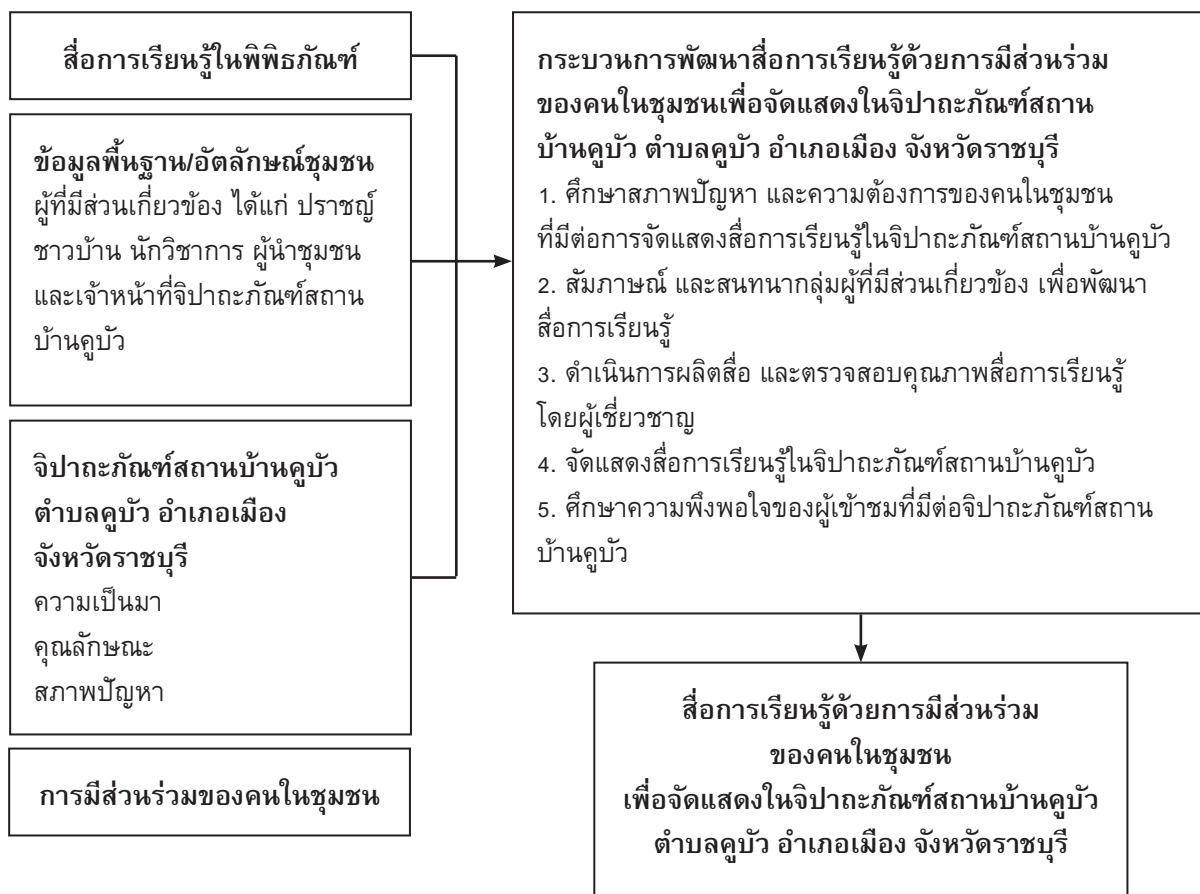 สื่อการเรียนรู้ในพิพิธภัณฑ์
ข้อมูลพื้นฐาน/อัตลักษณ์ชุมชน
ผู้ที่มีส่วนเกี่ยวข้อง ได้แก่ ปราชญ์
ชาวบ้าน นักวิชาการ ผู้นำชุมชน
และเจ้าหน้าที่จิปาถะภัณฑ์สถาน
บ้านคูบัว
จิปาถะภัณฑ์สถานบ้านคูบัว
ตำบลคูบัว อำเภอเมือง
จังหวัดราชบุรี
ความเป็นมา
คุณลักษณะ
สภาพปัญหา
การมีส่วนร่วมของคนในชุมชน
กระบวนการพัฒนาสื่อการเรียนรู้ด้วยการมีส่วนร่วม
ของคนในชุมชนเพื่อจัดแสดงในจิปาถะภัณฑ์สถาน
บ้านคูบัว ตำบลคูบัว อำเภอเมือง จังหวัดราชบุรี
1. ศึกษาสภาพปัญหา และความต้องการของคนในชุมชน
ที่มีต่อการจัดแสดงสื่อการเรียนรู้ในจิปาถะภัณฑ์สถานบ้านคูบัว
2. สัมภาษณ์ และสนทนากลุ่มผู้ที่มีส่วนเกี่ยวข้อง เพื่อพัฒนา
สื่อการเรียนรู้
3. ดำเนินการผลิตสื่อ และตรวจสอบคุณภาพสื่อการเรียนรู้
โดยผู้เชี่ยวชาญ
4. จัดแสดงสื่อการเรียนรู้ในจิปาถะภัณฑ์สถานบ้านคูบัว
5. ศึกษาความพึงพอใจของผู้เข้าชมที่มีต่อจิปาถะภัณฑ์สถาน
บ้านคูบัว
สื่อการเรียนรู้ด้วยการมีส่วนร่วม
ของคนในชุมชน
เพื่อจัดแสดงในจิปาถะภัณฑ์สถานบ้านคูบัว
ตำบลคูบัว อำเภอเมือง จังหวัดราชบุรี